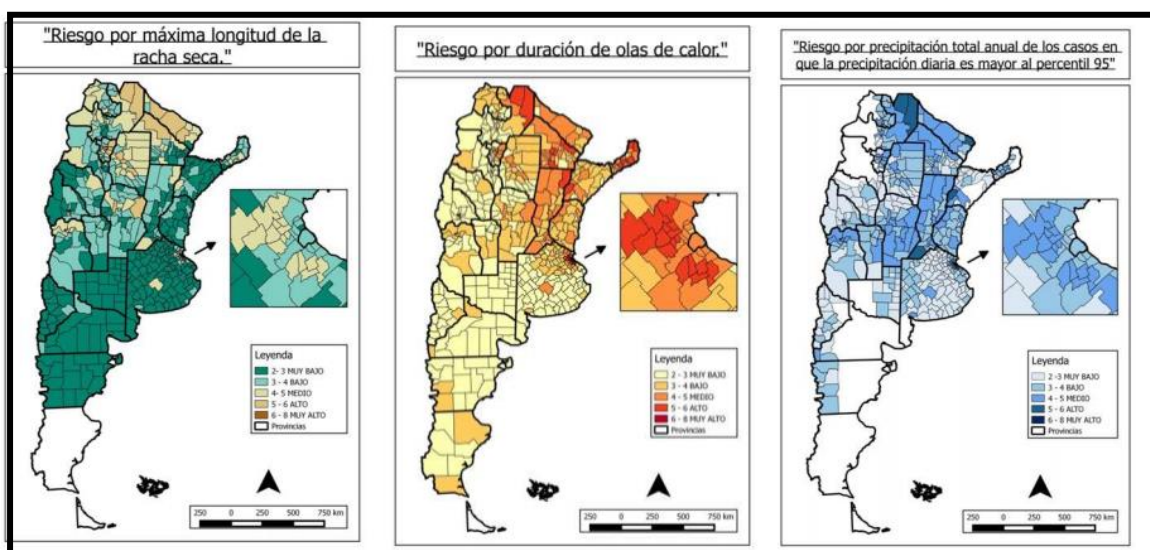 "Riesgo por máxima longitud de la
racha seca."
Leyenda
2- 3 MUY BAJO
3 - 4 BAJO
4- 5 MEDIO
5 - 6 ALTO
6 - 8 MUY ALTO
Provincias
250 0 250 500 750 km
"Riesgo por duración de olas de calor."
Leyenda
2 - 3 MUY BAJO
3 - 4 BAJO
4 - 5 MEDIO
5 - 6 ALTO
6 - 8 MUY ALTO
Provincias
250 0 250 500 750 km
"Riesgo por precipitación total anual de los casos en
que la precipitación diaria es mayor al percentil 95"
Leyenda
2 -3 MUY BAJO
3 - 4 BAJO
4 - 5 MEDIO
5 - 6 ALTO
6 - 8 MUY ALTO
Provincias
250 0 250 500 750 km